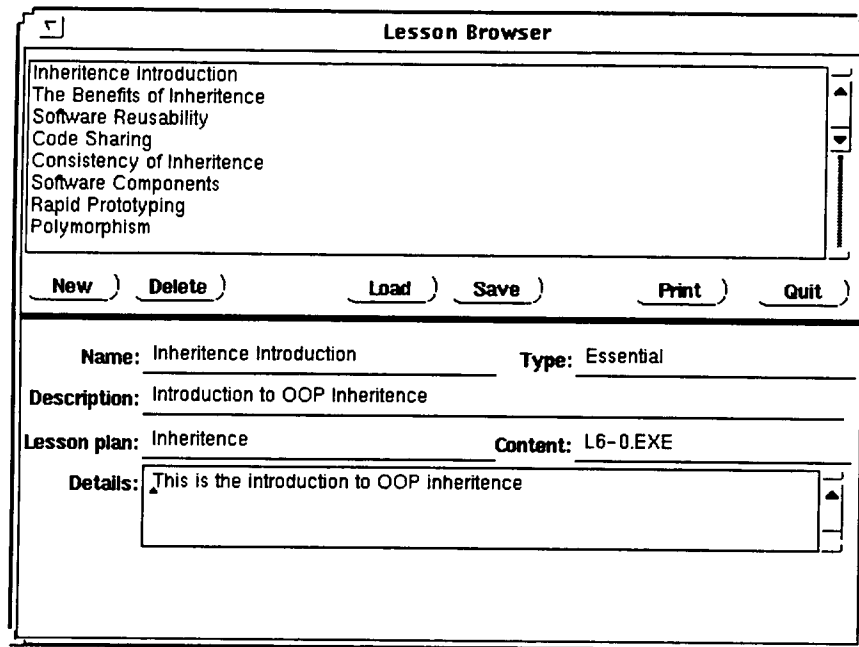 Lesson Browser
Inheritence Introduction
The Benefits of Inheritence
Software Reusability
Code Sharing
Consistency of Inheritence
Software Components
Rapid Prototyping
Polymorphism
New Delete Load Save Print Quit
Name: Inheritence Introduction Type: Essential
Description: Introduction to OOP Inheritence
Lesson plan: Inheritence Content: L6-0.EXE
Details: This is the introduction to OOP inheritence